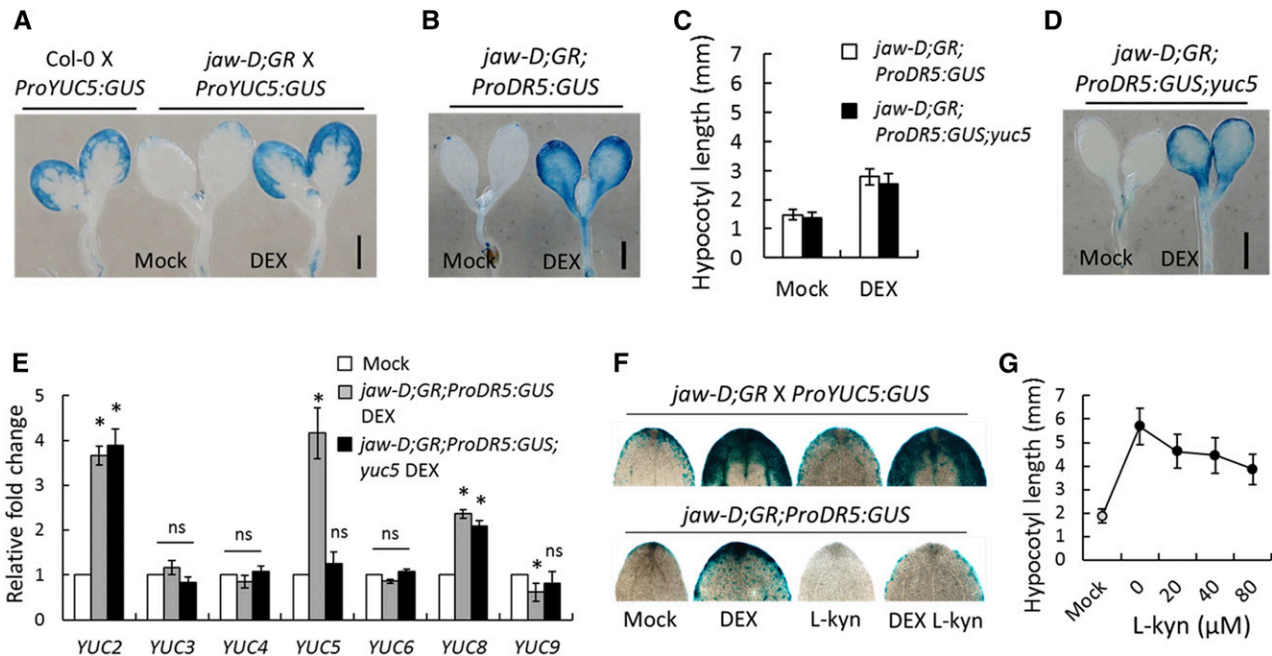 A
Col-0 X
ProYUC5:GUS
jaw-D;GR X
ProYUC5:GUS
Mock
DEX
B
jaw-D;GR;
ProDR5:GUS
Mock
DEX
C
Hypocotyl length (mm)
7
6
5
4
3
2
1
0
Mock
DEX
jaw-D;GR;
ProDR5:GUS
jaw-D;GR;
ProDR5:GUS;yuc5
D
jaw-D;GR;
ProDR5:GUS;yuc5
Mock
DEX
E
Relative fold change
5
4
3
2
1
0
Mock
jaw-D;GR;ProDR5:GUS
DEX
jaw-D;GR;ProDR5:GUS;
yuc5 DEX
* *
ns
ns
*
ns
ns
* *
* ns
YUC2 YUC3 YUC4 YUC5 YUC6 YUC8 YUC9
F
jaw-D;GR X ProYUC5:GUS
jaw-D;GR;ProDR5:GUS
Mock DEX L-kyn DEX L-kyn
G
Hypocotyl length (mm)
7
6
5
4
3
2
1
0
Mock 0 20 40 80
L-kyn (μM)